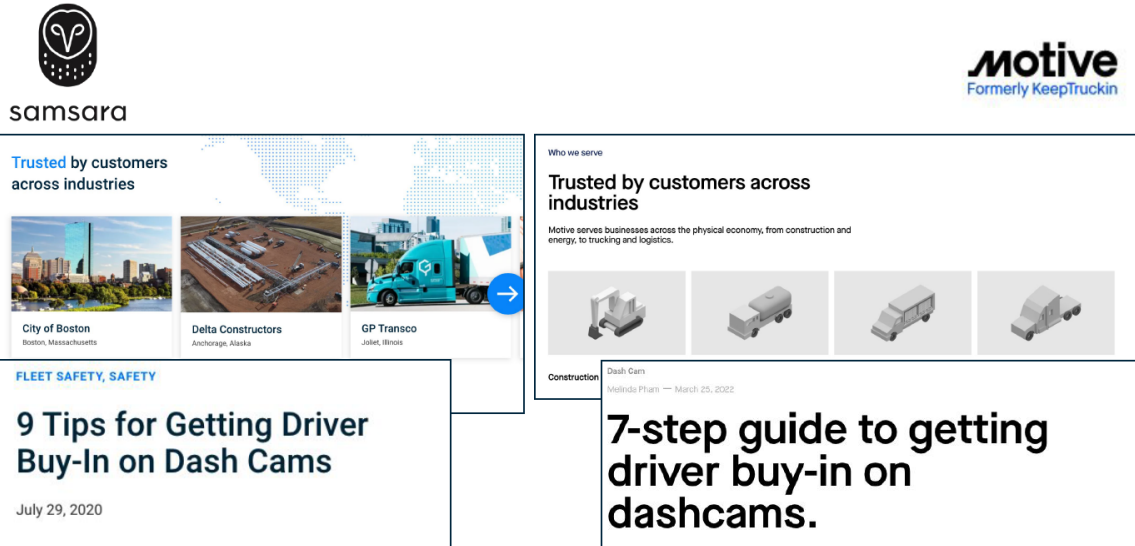 samsara
Motive
Formerly KeepTruckin
Trusted by customers
across industries
City of Boston
Boston, Massachusetts
Delta Constructors
Anchorage, Alaska
GP Transco
Joliet, Illinois
FLEET SAFETY, SAFETY
9 Tips for Getting Driver
Buy-In on Dash Cams
July 29, 2020
Who we serve
Trusted by customers across
industries
Motive serves businesses across the physical economy, from construction and
energy, to trucking and logistics.
Construction
Dash Cam
Melinda Pham — March 25, 2022
7-step guide to getting
driver buy-in on
dashcams.